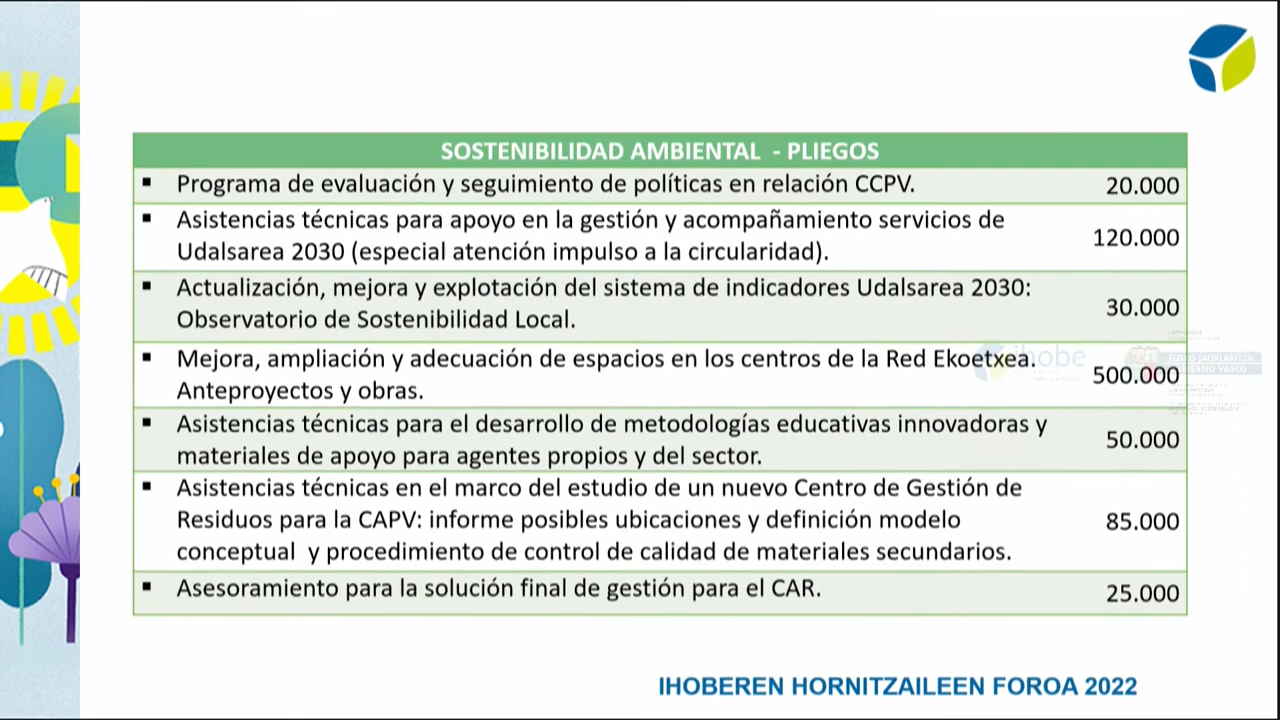 SOSTENIBILIDAD AMBIENTAL - PLIEGOS
▪ Programa de evaluación y seguimiento de políticas en relación CCPV. 20.000
▪ Asistencias técnicas para apoyo en la gestión y acompañamiento servicios de
Udalsarea 2030 (especial atención impulso a la circularidad). 120.000
▪ Actualización, mejora y explotación del sistema de indicadores Udalsarea 2030:
Observatorio de Sostenibilidad Local. 30.000
▪ Mejora, ampliación y adecuación de espacios en los centros de la Red Ekoetxea.
Anteproyectos y obras. 500.000
▪ Asistencias técnicas para el desarrollo de metodologías educativas innovadoras y
materiales de apoyo para agentes propios y del sector. 50.000
▪ Asistencias técnicas en el marco del estudio de un nuevo Centro de Gestión de
Residuos para la CAPV: informe posibles ubicaciones y definición modelo 85.000
conceptual y procedimiento de control de calidad de materiales secundarios.
▪ Asesoramiento para la solución final de gestión para el CAR. 25.000
ihobe
EUSKO JAURLARITZA
GOBIERNO VASCO
IHOBEREN HORNITZAILEEN FOROA 2022